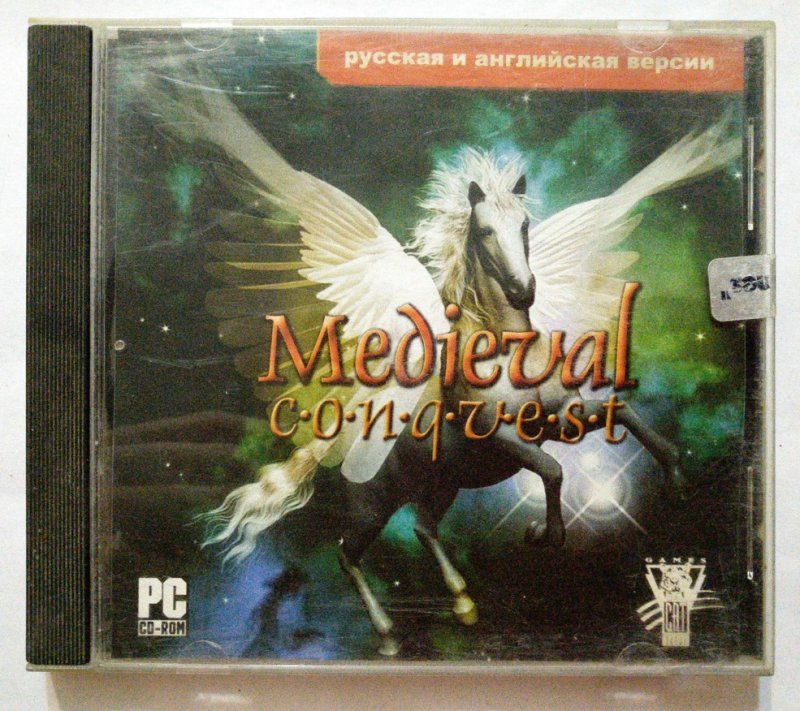 русская и английская версии
Medieval
c·o·n·q·v·e·s·t
PC
CD-ROM
GAMES